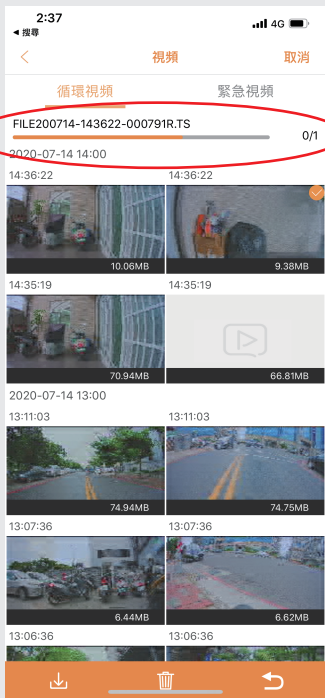 2:37
4G
◀ 搜尋
視頻
取消
循環視頻
緊急視頻
FILE200714-143622-000791R.TS
0/1
2020-07-14 14:00
14:36:22
14:36:22
10.06MB
9.38MB
14:35:19
14:35:19
70.94MB
66.81MB
2020-07-14 13:00
13:11:03
13:11:03
74.94MB
74.75MB
13:07:36
13:07:36
6.44MB
6.62MB
13:06:36
13:06:36